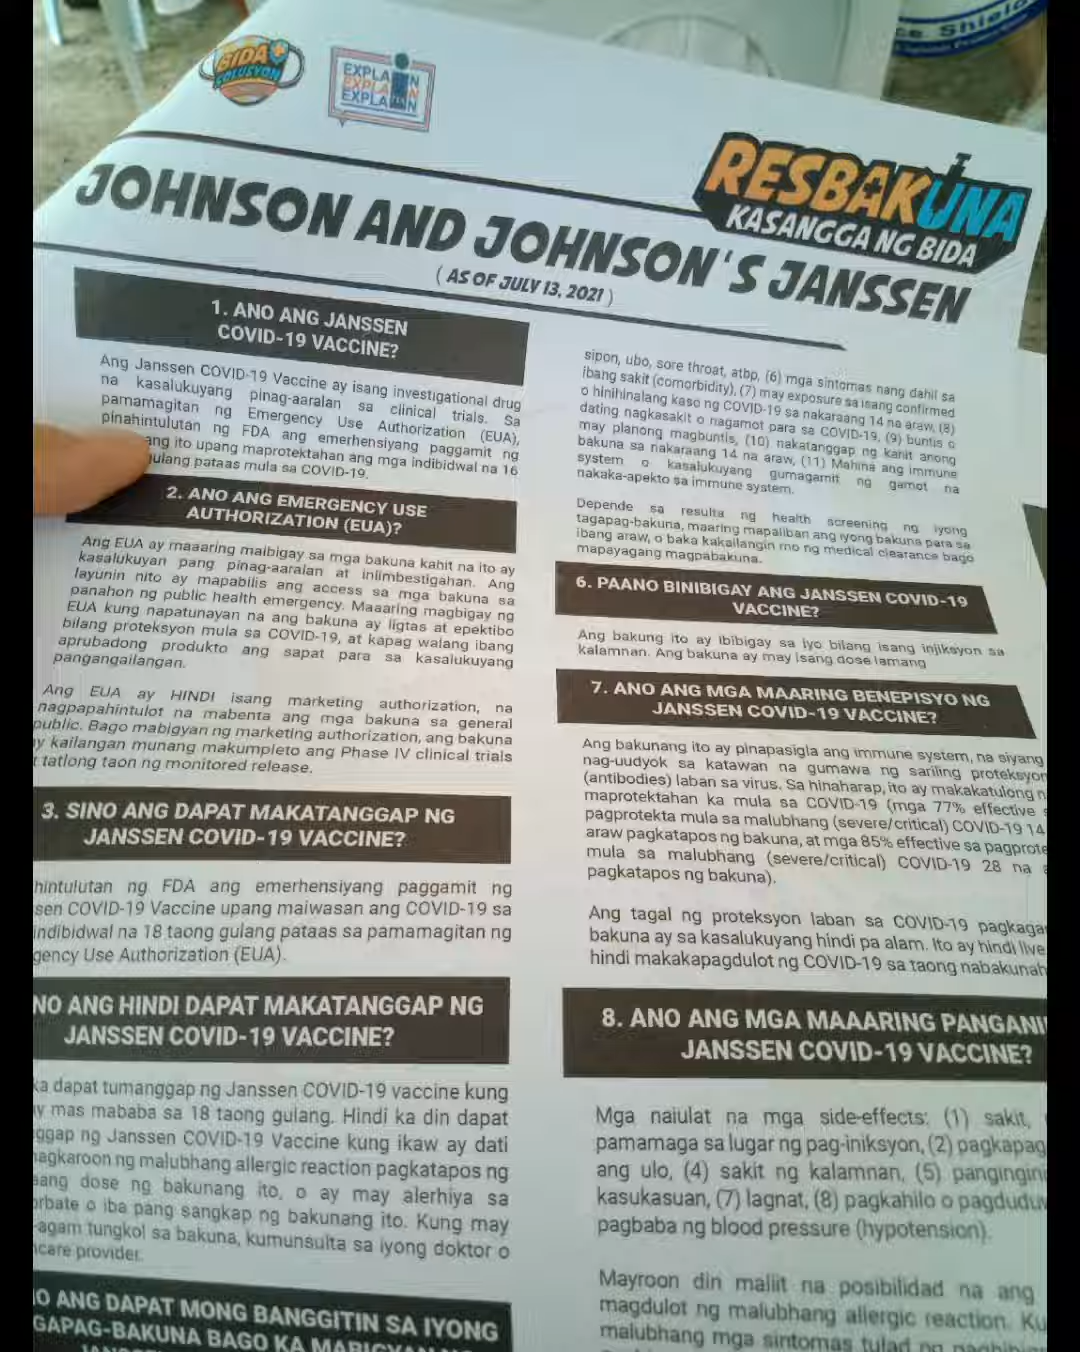 BIDA
SOLUSYON
EXPLAIN
EXPLAIN
EXPLAIN
RESBAKUNA
KASANGGA NG BIDA
JOHNSON AND JOHNSON'S JANSSEN
( AS OF JULY 13, 2021 )
1. ANO ANG JANSSEN
COVID-19 VACCINE?
Ang Janssen COVID-19 Vaccine ay isang investigational drug
na kasalukuyang pinag-aaralan sa clinical trials. Sa
pamamagitan ng Emergency Use Authorization (EUA),
pinahintulutan ng FDA ang emerhensiyang paggamit ng
ang ito upang maprotektahan ang mga indibidwal na 16
gulang pataas mula sa COVID-19.
2. ANO ANG EMERGENCY USE
AUTHORIZATION (EUA)?
Ang EUA ay maaaring maibigay sa mga bakuna kahit na ito ay
kasalukuyan pang pinag-aaralan at inlimbestigahan. Ang
layunin nito ay mapabilis ang access sa mga bakuna sa
panahon ng public health emergency. Maaaring magbigay ng
EUA kung napatunayan na ang bakuna ay ligtas at epektibo
bilang proteksyon mula sa COVID-19, at kapag walang ibang
aprubadong produkto ang sapat para sa kasalukuyang
pangangailangan.
Ang EUA ay HINDI isang marketing authorization, na
nagpapahintulot na mabenta ang mga bakuna sa general
public. Bago mabigyan ng marketing authorization, ang bakuna
y kailangan munang makumpleto ang Phase IV clinical trials
t tatlong taon ng monitored release.
3. SINO ANG DAPAT MAKATANGGAP NG
JANSSEN COVID-19 VACCINE?
hintulutan ng FDA ang emerhensiyang paggamit ng
sen COVID-19 Vaccine upang maiwasan ang COVID-19 sa
indibidwal na 18 taong gulang pataas sa pamamagitan ng
gency Use Authorization (EUA).
NO ANG HINDI DAPAT MAKATANGGAP NG
JANSSEN COVID-19 VACCINE?
ka dapat tumanggap ng Janssen COVID-19 vaccine kung
y mas mababa sa 18 taong gulang. Hindi ka din dapat
ggap ng Janssen COVID-19 Vaccine kung ikaw ay dati
nagkaroon ng malubhang allergic reaction pagkatapos ng
sang dose ng bakunang ito, o ay may alerhiya sa
orbate o iba pang sangkap ng bakunang ito. Kung may
-agam tungkol sa bakuna, kumunsulta sa iyong doktor o
hcare provider.
O ANG DAPAT MONG BANGGITIN SA IYONG
GAPAG-BAKUNA BAGO KA MABIGYAN NG
sipon, ubo, sore throat, atbp, (6) mga sintomas nang dahil sa
ibang sakit (comorbidity), (7) may exposure sa isang confirmed
o hinihinalang kaso ng COVID-19 sa nakaraang 14 na araw, (8)
dating nagkasakit o nagamot para sa COVID-19, (9) buntis o
may planong magbuntis, (10) nakatanggap ng kahit anong
bakuna sa nakaraang 14 na araw, (11) Mahina ang immune
system o kasalukuyang gumagamit ng gamot na
nakaka-apekto sa immune system.
Depende sa resulta ng health screening ng iyong
tagapag-bakuna, maaring mapaliban ang iyong bakuna para sa
ibang araw, o baka kakailangin mo ng medical clearance bago
mapayagang magpabakuna.
6. PAANO BINIBIGAY ANG JANSSEN COVID-19
VACCINE?
Ang bakung ito ay ibibigay sa iyo bilang isang injiksyon sa
kalamnan. Ang bakuna ay may isang dose lamang
7. ANO ANG MGA MAARING BENEPISYO NG
JANSSEN COVID-19 VACCINE?
Ang bakunang ito ay pinapasigla ang immune system, na siyang
nag-uudyok sa katawan na gumawa ng sariling proteksyon
(antibodies) laban sa virus. Sa hinaharap, ito ay makakatulong n
maprotektahan ka mula sa COVID-19 (mga 77% effective s
pagprotekta mula sa malubhang (severe/critical) COVID-19 14
araw pagkatapos ng bakuna, at mga 85% effective sa pagprote
mula sa malubhang (severe/critical) COVID-19 28 na a
pagkatapos ng bakuna).
Ang tagal ng proteksyon laban sa COVID-19 pagkaga
bakuna ay sa kasalukuyang hindi pa alam. Ito ay hindi live
hindi makakapagdulot ng COVID-19 sa taong nabakunah
8. ANO ANG MGA MAAARING PANGANI
JANSSEN COVID-19 VACCINE?
Mga naiulat na mga side-effects: (1) sakit,
pamamaga sa lugar ng pag-iniksyon, (2) pagkapag
ang ulo, (4) sakit ng kalamnan, (5) panginginig
kasukasuan, (7) lagnat, (8) pagkahilo o pagduduw
pagbaba ng blood pressure (hypotension).
Mayroon din maliit na posibilidad na ang
magdulot ng malubhang allergic reaction. Ku
malubhang mga sintomas tulad ng